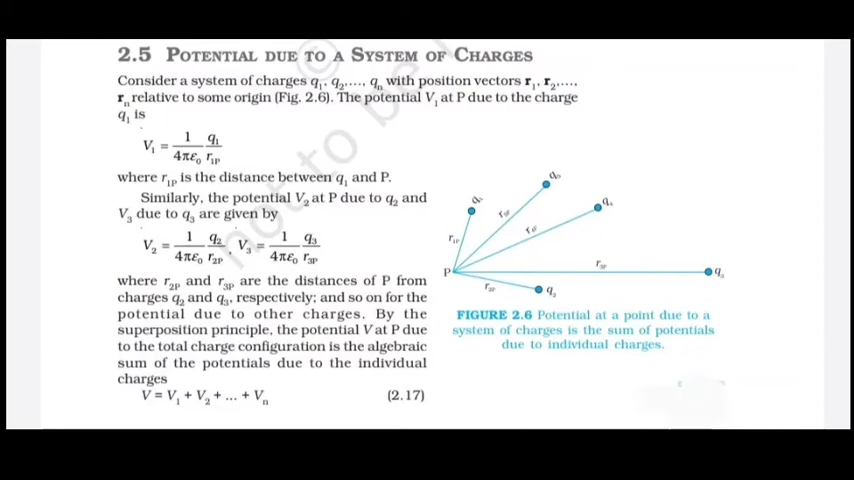 2.5 POTENTIAL DUE TO A SYSTEM OF CHARGES
Consider a system of charges q₁, q₂,…, qₙ with position vectors r₁, r₂,…,
rₙ relative to some origin (Fig. 2.6). The potential V₁ at P due to the charge
q₁ is
V₁ = 1/4πε₀ q₁/r₁P
where r₁P is the distance between q₁ and P.
Similarly, the potential V₂ at P due to q₂ and
V₃ due to q₃ are given by
V₂ = 1/4πε₀ q₂/r₂P, V₃ = 1/4πε₀ q₃/r₃P
where r₂P and r₃P are the distances of P from
charges q₂ and q₃, respectively; and so on for the
potential due to other charges. By the
superposition principle, the potential V at P due
to the total charge configuration is the algebraic
sum of the potentials due to the individual
charges
V = V₁ + V₂ + ... + Vₙ (2.17)
P
r₁P
FIGURE 2.6 Potential at a point due to a
system of charges is the sum of potentials
due to individual charges.
© not to be